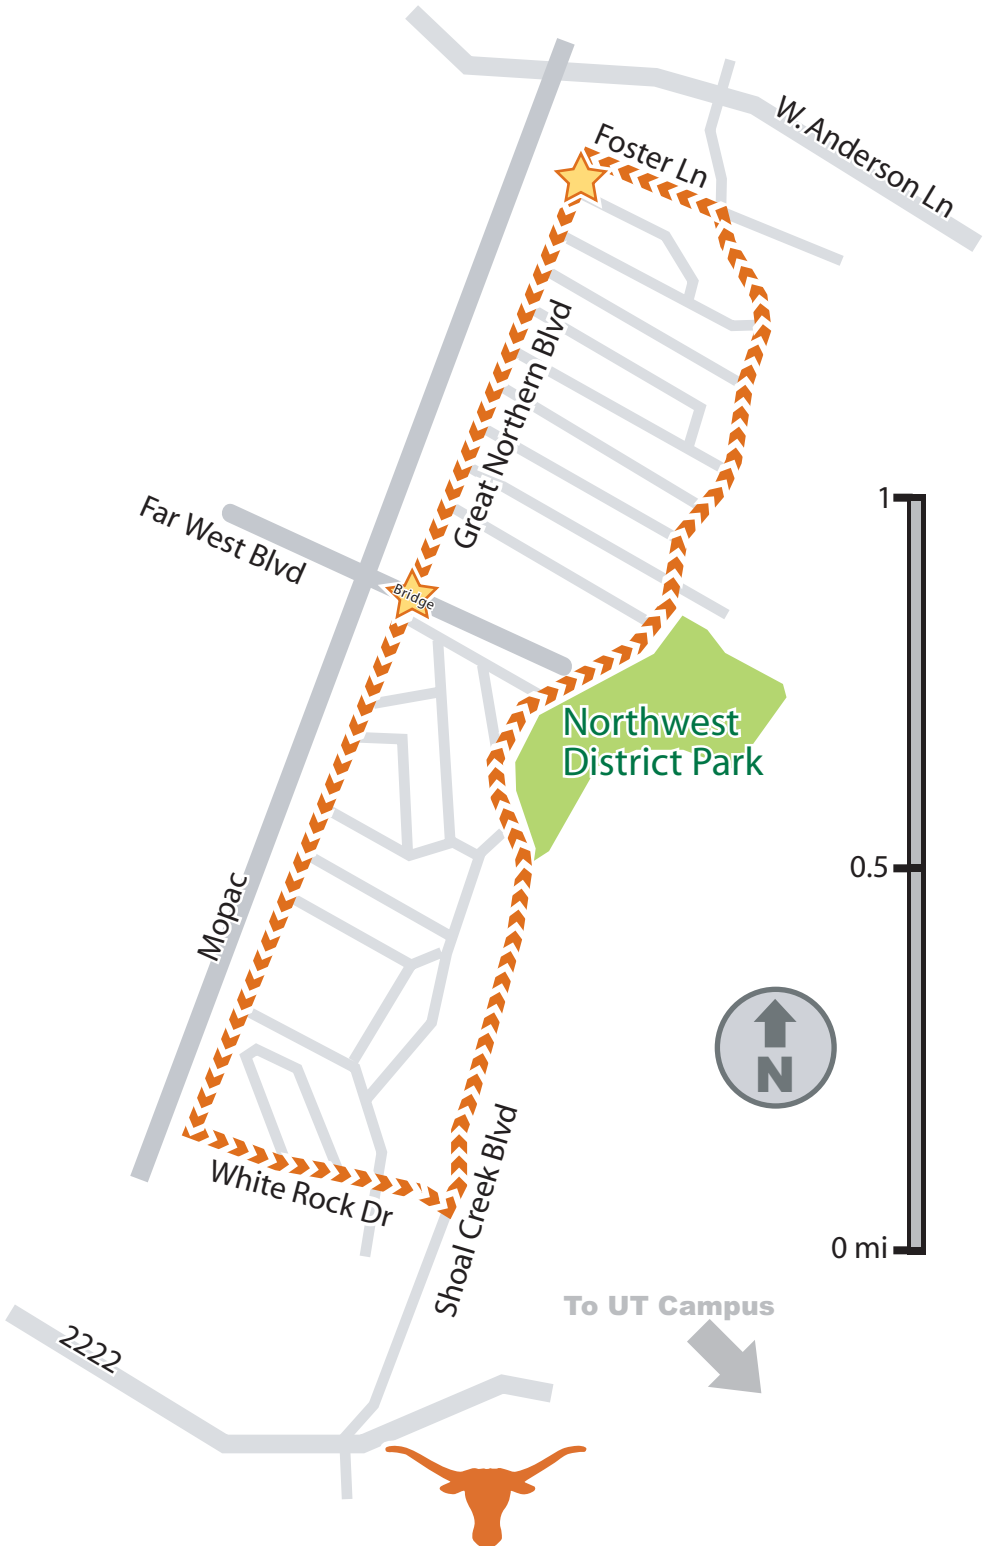 W. Anderson Ln
Foster Ln
Great Northern Blvd
1
Far West Blvd
Bridge
Northwest
District Park
0.5
Mopac
N
Shoal Creek Blvd
White Rock Dr
0 mi
To UT Campus
2222